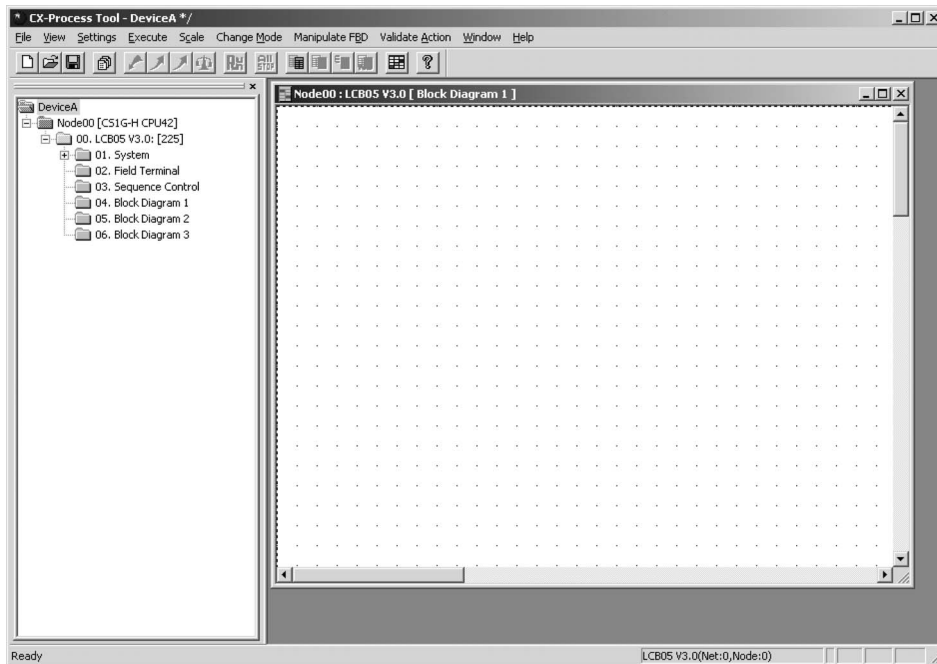 CX-Process Tool - DeviceA */
File View Settings Execute Scale Change Mode Manipulate FBD Validate Action Window Help
RUN
All STOP
?
DeviceA
Node00 [CS1G-H CPU42]
00. LCB05 V3.0: [225]
01. System
02. Field Terminal
03. Sequence Control
04. Block Diagram 1
05. Block Diagram 2
06. Block Diagram 3
Node00 : LCB05 V3.0 [ Block Diagram 1 ]
Ready
LCB05 V3.0(Net:0,Node:0)